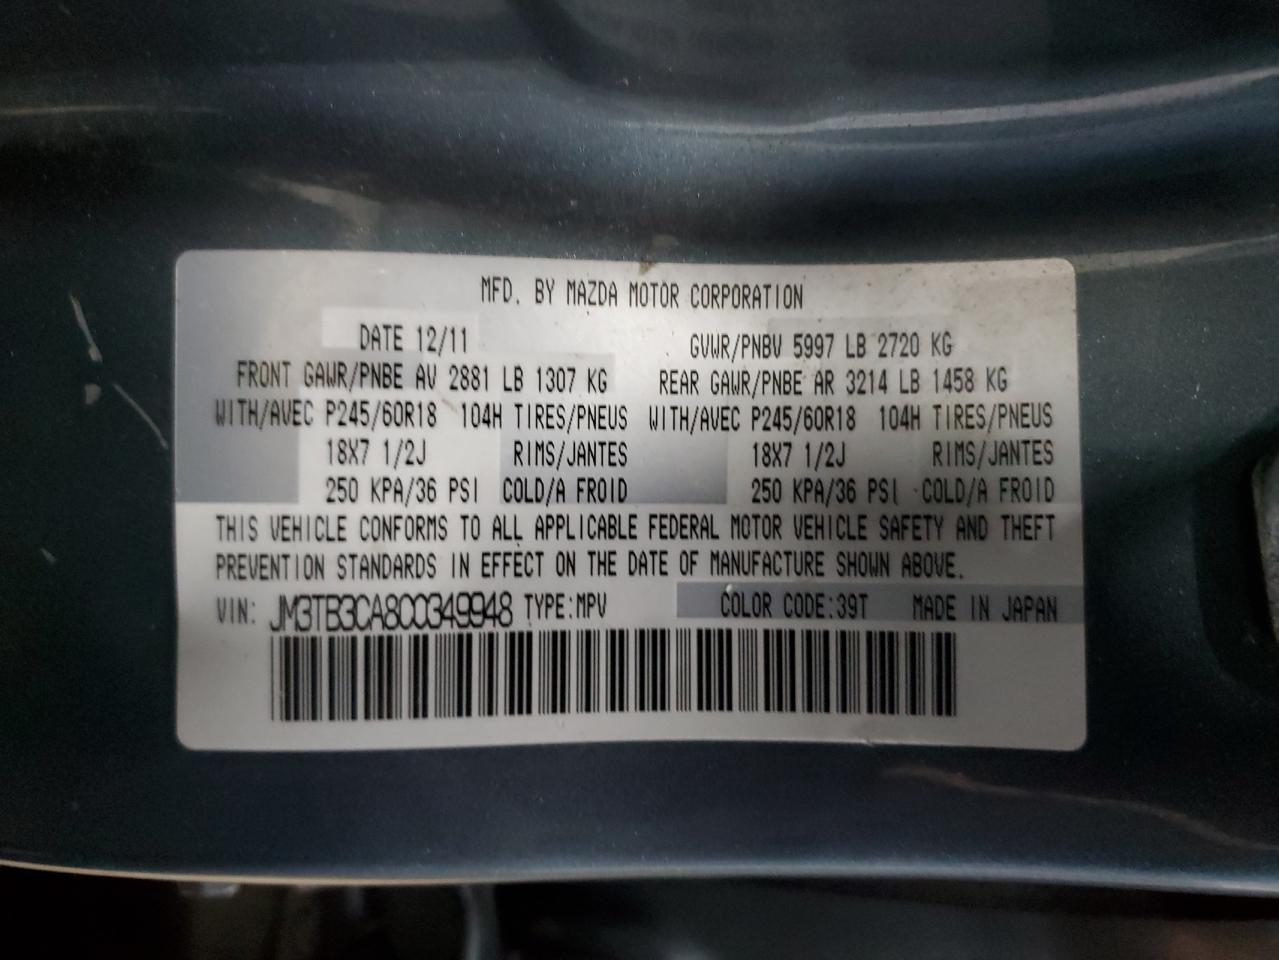 MFD. BY MAZDA MOTOR CORPORATION
DATE 12/11 GVWR/PNBV 5997 LB 2720 KG
FRONT GAWR/PNBE AV 2881 LB 1307 KG REAR GAWR/PNBE AR 3214 LB 1458 KG
WITH/AVEC P245/60R18 104H TIRES/PNEUS WITH/AVEC P245/60R18 104H TIRES/PNEUS
18X7 1/2J RIMS/JANTES 18X7 1/2J RIMS/JANTES
250 KPA/36 PSI COLD/A FROID 250 KPA/36 PSI COLD/A FROID
THIS VEHICLE CONFORMS TO ALL APPLICABLE FEDERAL MOTOR VEHICLE SAFETY AND THEFT
PREVENTION STANDARDS IN EFFECT ON THE DATE OF MANUFACTURE SHOWN ABOVE.
VIN: JM3TB3CA8C0349948 TYPE:MPV COLOR CODE:39T MADE IN JAPAN